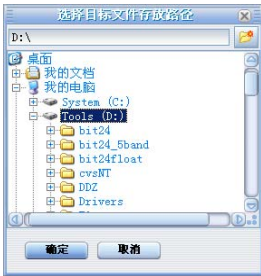 选择目标文件存放路径
D:\
桌面
我的文档
我的电脑
System (C:)
Tools (D:)
bit24
bit24_5band
bit24float
cvsNT
DDZ
Drivers
确定 取消